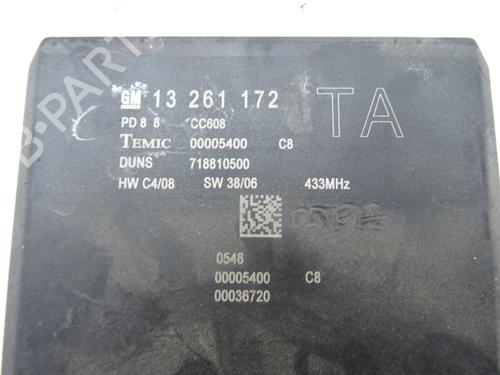 GM 13 261 172 TA
PD 8 8 CC608
TEMIC 00005400 C8
DUNS 718810500
HW C4/08 SW 38/06 433MHz
0548
00005400 C8
00036720
B-PARTS